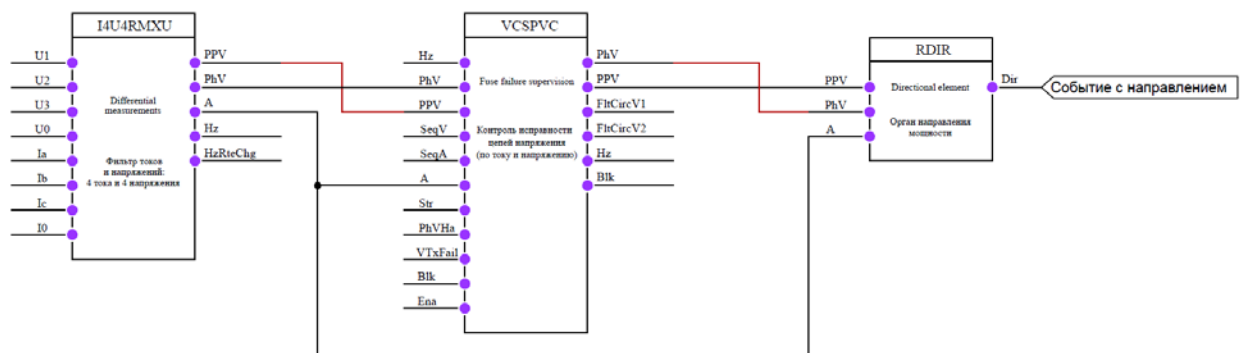 I4U4RMXU
U1
U2
U3
U0
Ia
Ib
Ic
I0
Differential
measurements
Фильтр токов
и напряжений:
4 тока и 4 напряжения
PPV
PhV
A
Hz
HzRteChg
VCSPVC
Hz
PhV
PPV
SeqV
SeqA
A
Str
PhVHa
VTxFail
Blk
Ena
Fuse failure supervision
Контроль исправности
цепей напряжения
(по току и напряжению)
PhV
PPV
FltCircV1
FltCircV2
Hz
Blk
RDIR
PPV
PhV
A
Directional element
Орган направления
мощности
Dir
Событие с направлением